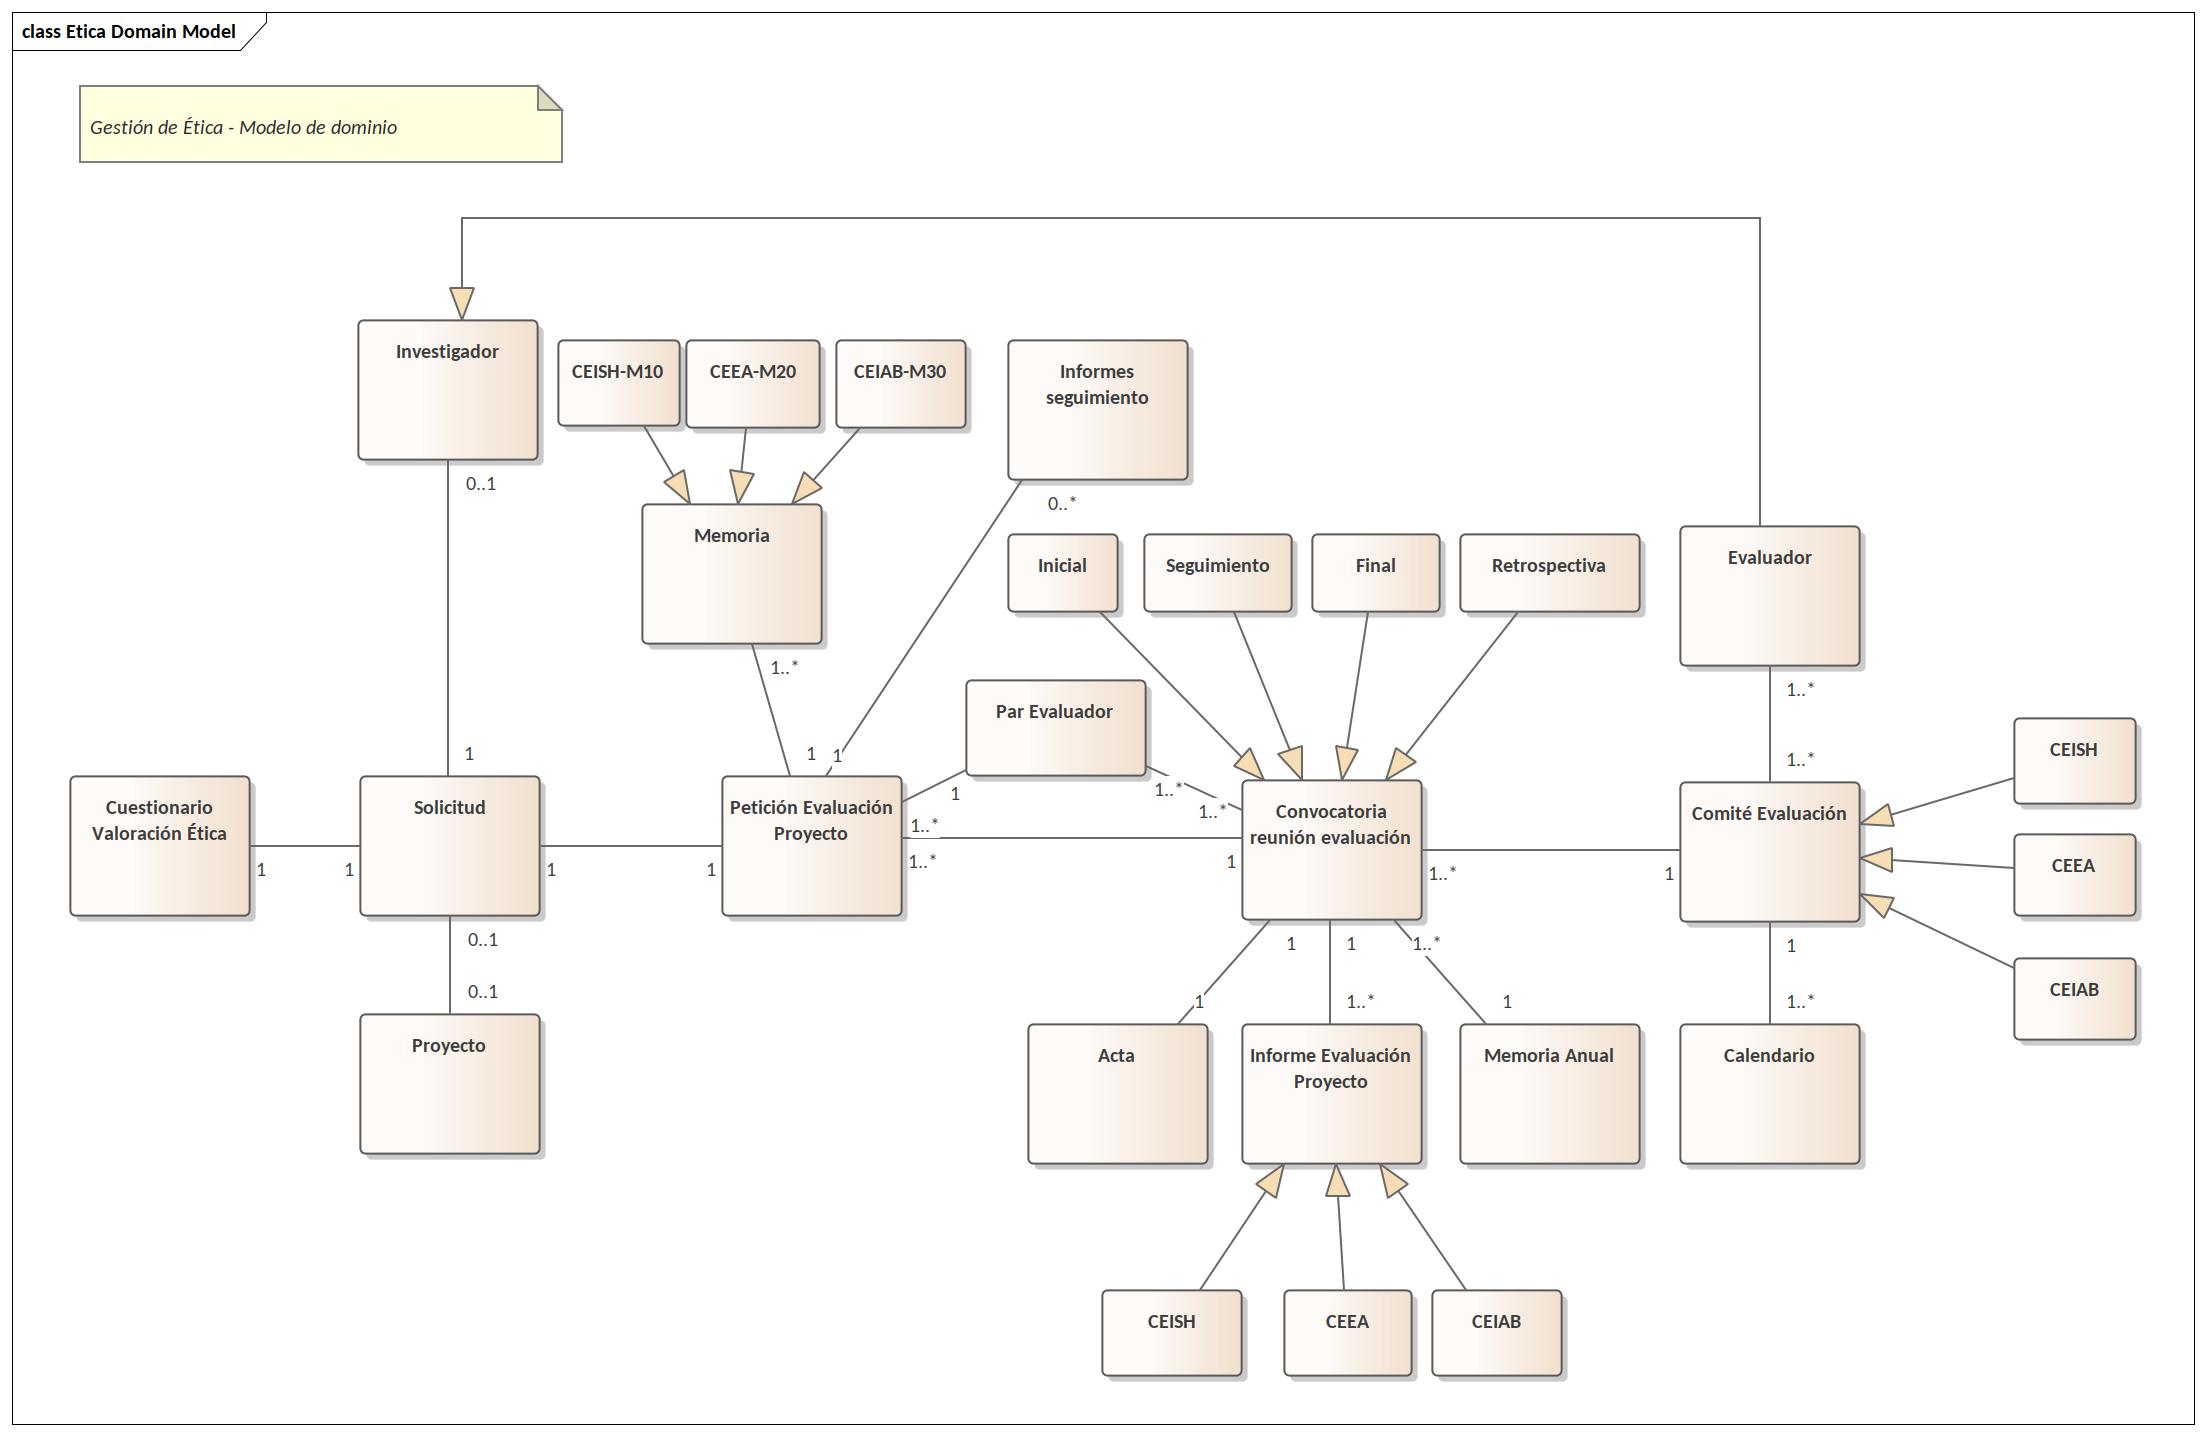 class Etica Domain Model
Gestión de Ética - Modelo de dominio
Investigador
0..1
1
CEISH-M10
CEEA-M20
CEIAB-M30
Informes
seguimiento
0..*
Memoria
1..*
1
1
Inicial
Seguimiento
Final
Retrospectiva
Evaluador
1..*
1..*
Par Evaluador
1
1..*
1..*
1..*
Cuestionario
Valoración Ética
1
1
Solicitud
1
1
Petición Evaluación
Proyecto
1..*
1
Convocatoria
reunión evaluación
1..*
1
Comité Evaluación
CEISH
CEEA
CEIAB
0..1
0..1
Proyecto
1
1
1..*
1
1..*
1
1
1..*
Acta
Informe Evaluación
Proyecto
Memoria Anual
Calendario
CEISH
CEEA
CEIAB